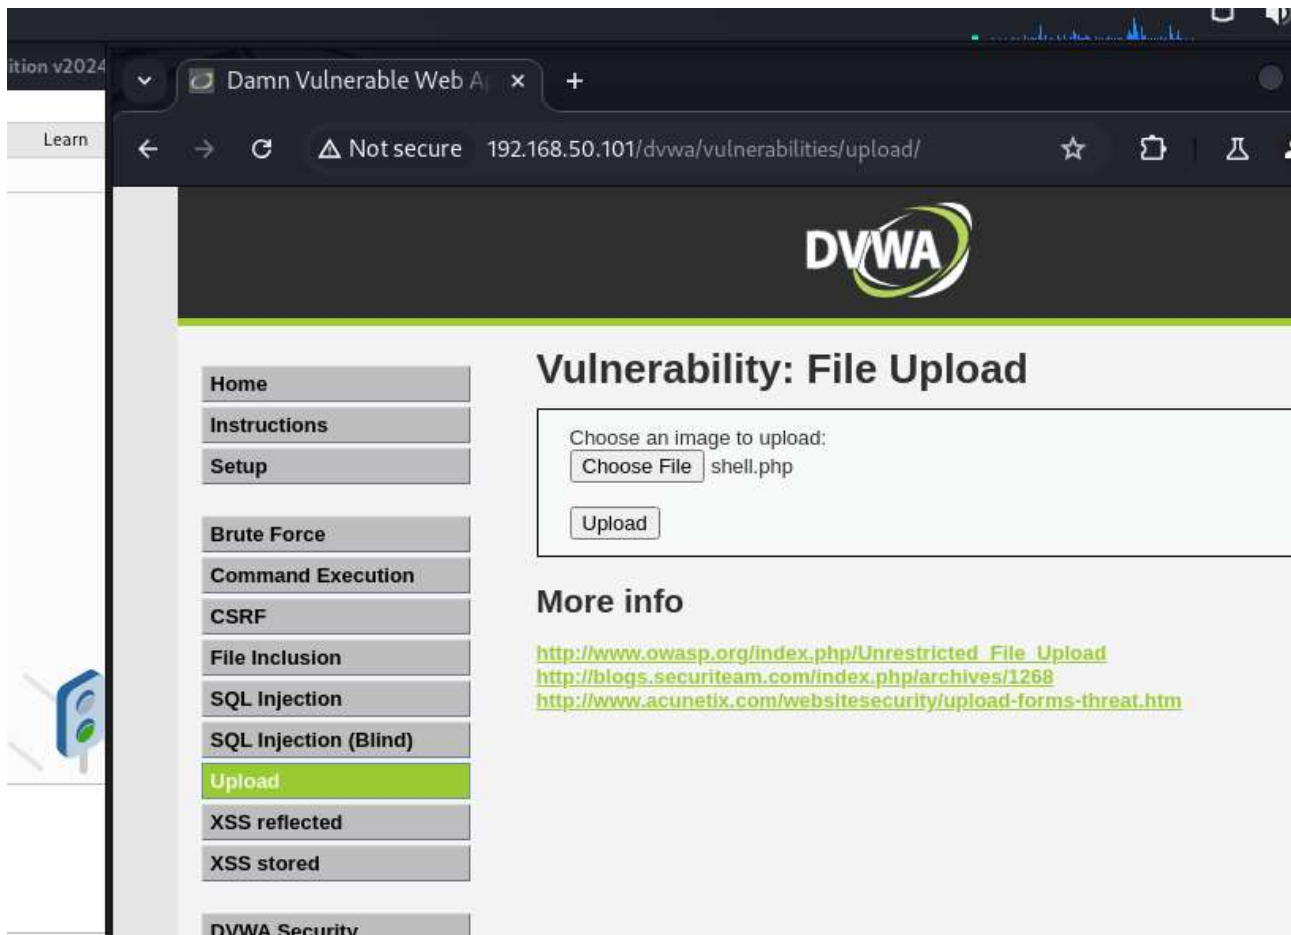 ition v2024
Damn Vulnerable Web A
Learn
Not secure 192.168.50.101/dvwa/vulnerabilities/upload/
DVWA
Home
Instructions
Setup
Brute Force
Command Execution
CSRF
File Inclusion
SQL Injection
SQL Injection (Blind)
Upload
XSS reflected
XSS stored
DVWA Security
Vulnerability: File Upload
Choose an image to upload:
Choose File shell.php
Upload
More info
http://www.owasp.org/index.php/Unrestricted_File_Upload
http://blogs.securiteam.com/index.php/archives/1268
http://www.acunetix.com/websitesecurity/upload-forms-threat.htm